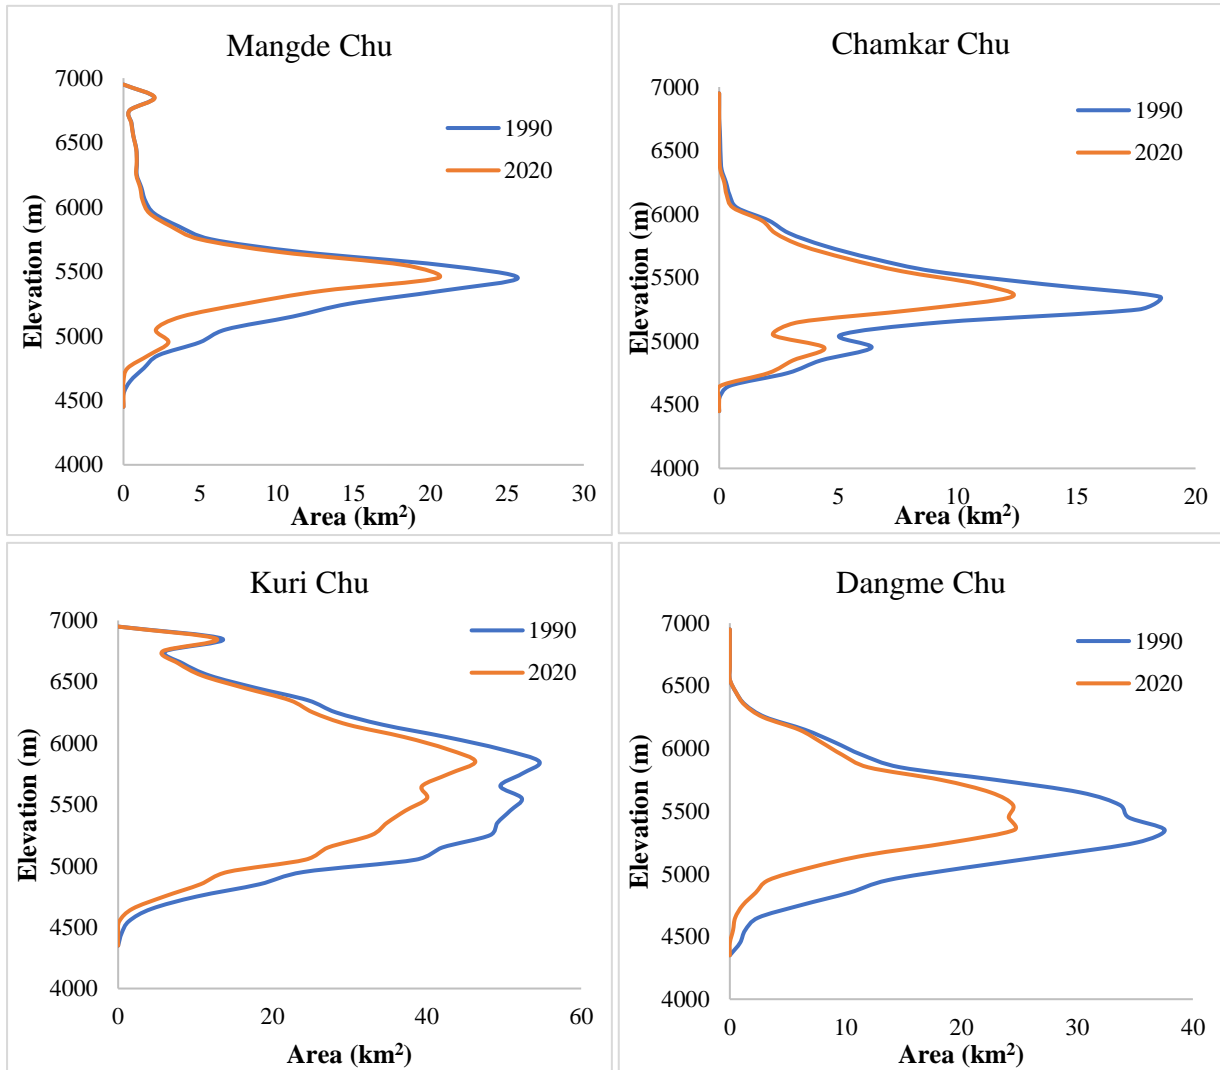 Mangde Chu
7000
6500
6000
5500
5000
4500
4000
Elevation (m)
1990
2020
0 5 10 15 20 25 30
Area (km²)
Chamkar Chu
7000
6500
6000
5500
5000
4500
4000
Elevation (m)
1990
2020
0 5 10 15 20
Area (km²)
Kuri Chu
7000
6500
6000
5500
5000
4500
4000
Elevation (m)
1990
2020
0 20 40 60
Area (km²)
Dangme Chu
7000
6500
6000
5500
5000
4500
4000
Elevation (m)
1990
2020
0 10 20 30 40
Area (km²)